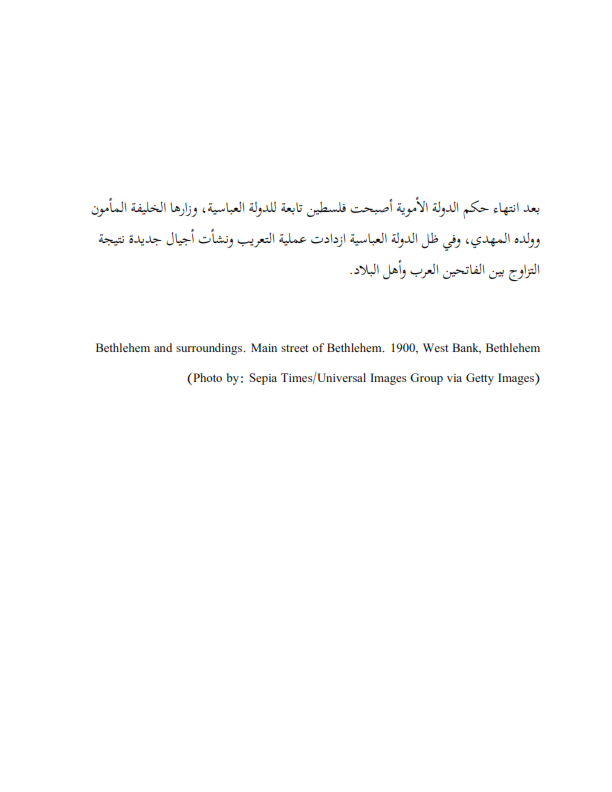 بعد انتهاء حكم الدولة الأموية أصبحت فلسطين تابعة للدولة العباسية، وزارها الخليفة المأمون
وولده المهدي، وفي ظل الدولة العباسية ازدادت عملية التعريب ونشأت أجيال جديدة نتيجة
التزاوج بين الفاتحين العرب وأهل البلاد.
Bethlehem and surroundings. Main street of Bethlehem. 1900, West Bank, Bethlehem
(Photo by: Sepia Times/Universal Images Group via Getty Images)